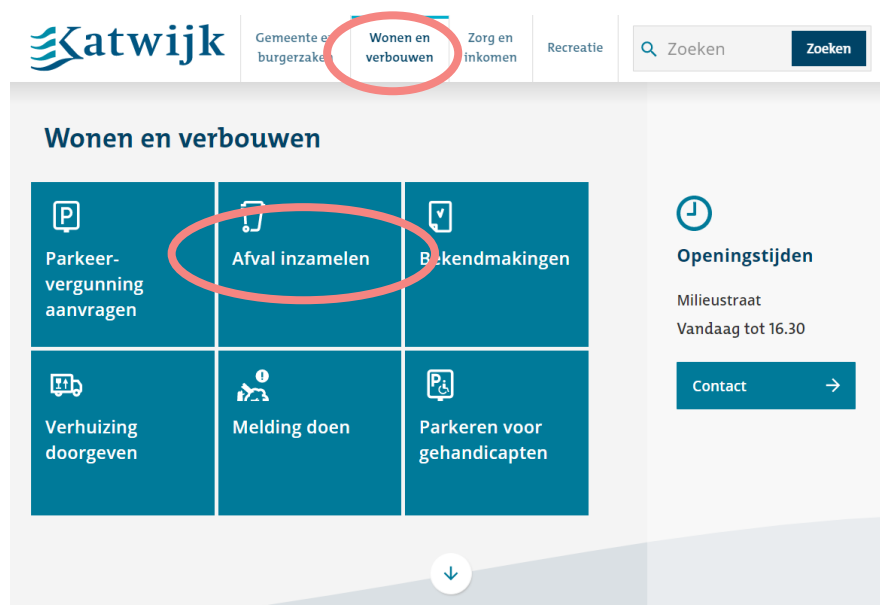 Katwijk
Gemeente en
burgerzaken
Wonen en
verbouwen
Zorg en
inkomen
Recreatie
Zoeken
Zoeken
Wonen en verbouwen
P
Parkeer-
vergunning
aanvragen
Afval inzamelen
Bekendmakingen
Openingstijden
Milieustraat
Vandaag tot 16.30
Contact
Verhuizing
doorgeven
Melding doen
P
Parkeren voor
gehandicapten